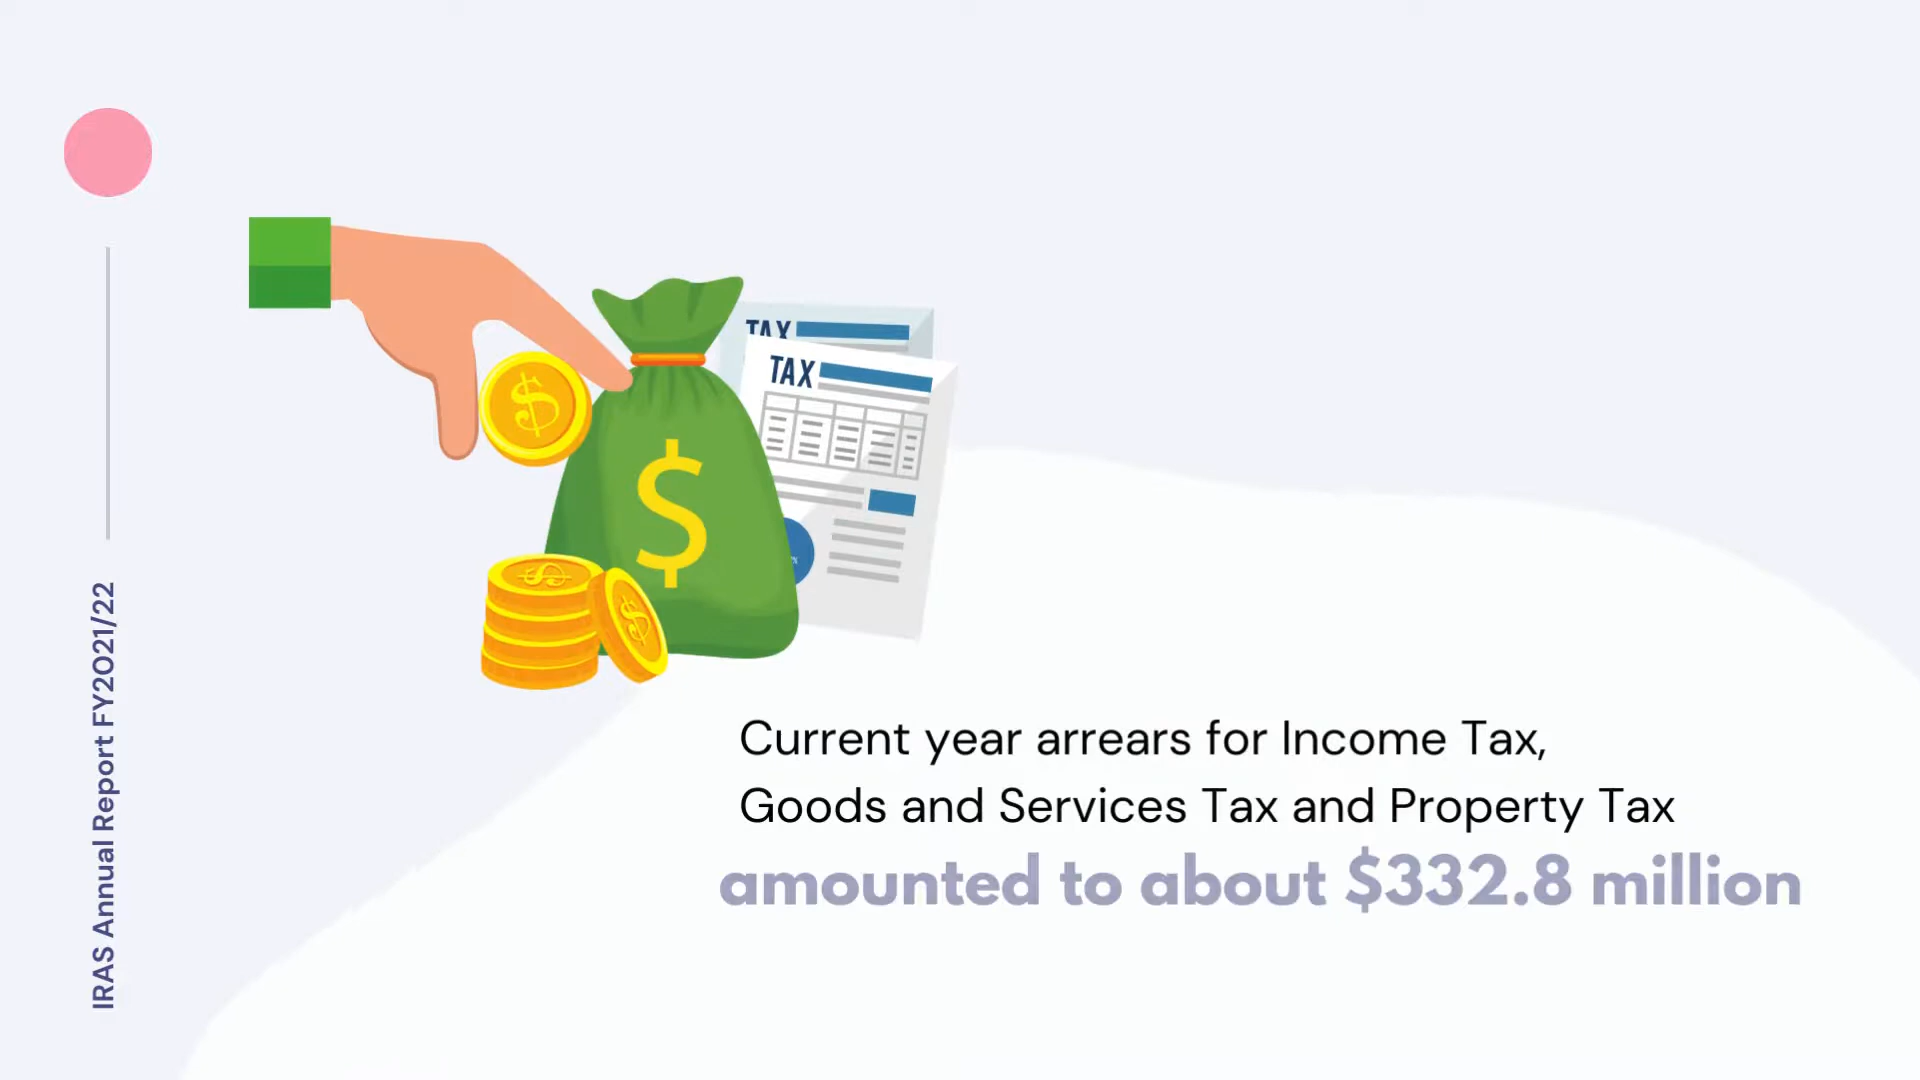 TAX
TAX
$
$
$
$
Current year arrears for Income Tax,
Goods and Services Tax and Property Tax
amounted to about $332.8 million
IRAS Annual Report FY2021/22